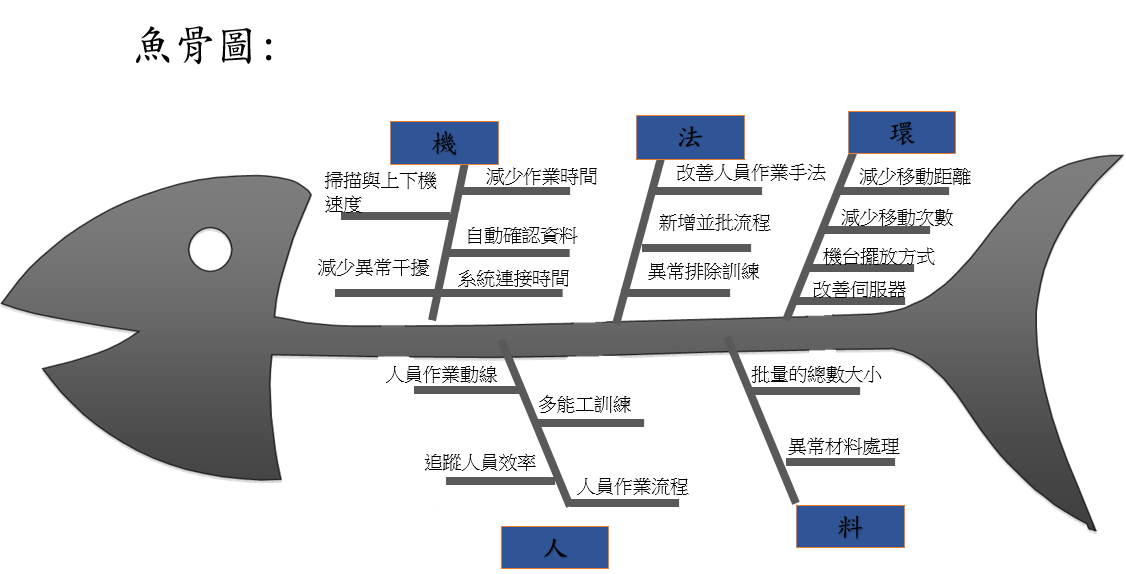 魚骨圖:
機
法
環
掃描與上下機
速度
減少異常干擾
減少作業時間
自動確認資料
系統連接時間
改善人員作業手法
新增並批流程
異常排除訓練
減少移動距離
減少移動次數
機台擺放方式
改善伺服器
人員作業動線
多能工訓練
追蹤人員效率
人員作業流程
人
批量的總數大小
異常材料處理
料